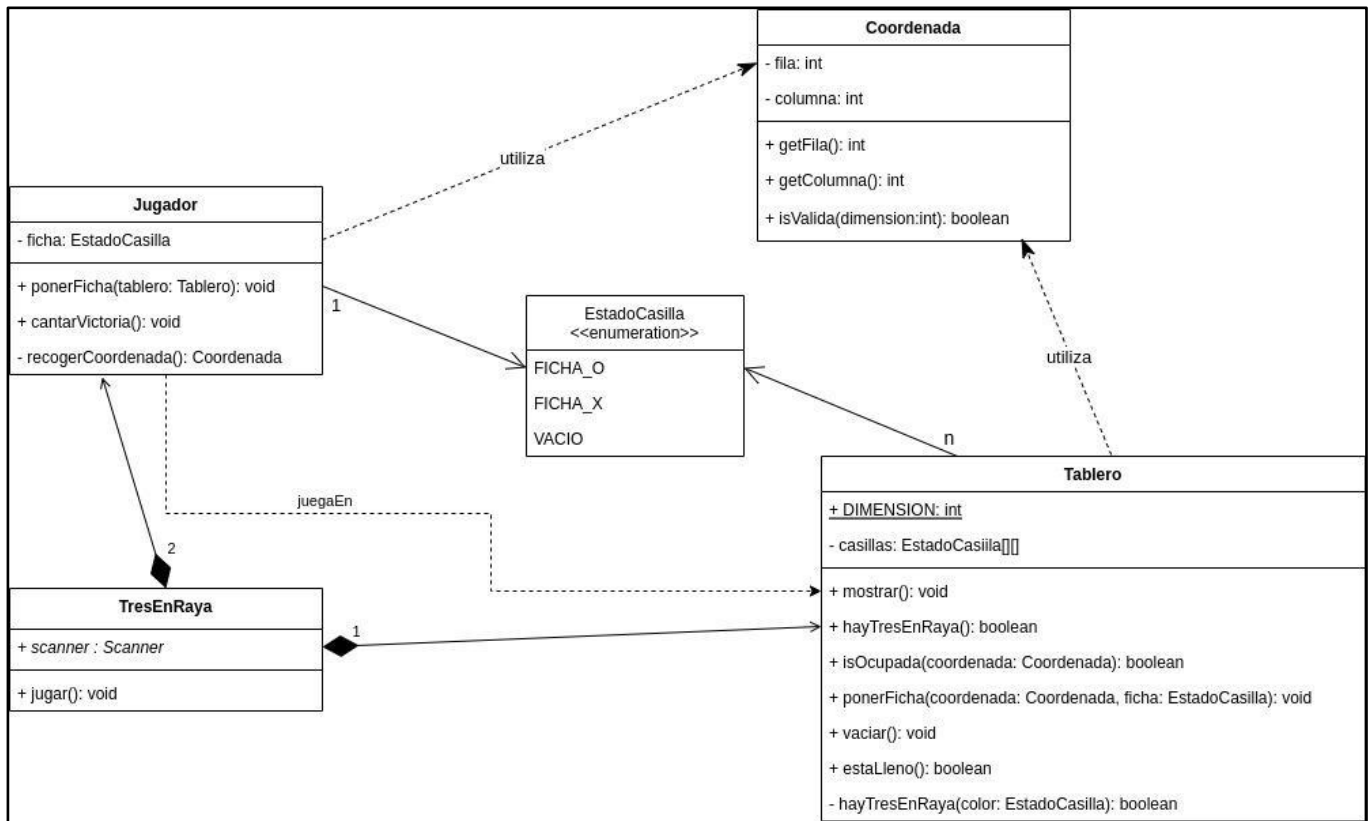 Coordenada
- fila: int
- columna: int
+ getFila(): int
+ getColumna(): int
+ isValida(dimension:int): boolean
utiliza
Jugador
- ficha: EstadoCasilla
+ ponerFicha(tablero: Tablero): void
+ cantarVictoria(): void
- recogerCoordenada(): Coordenada
1
EstadoCasilla
<<enumeration>>
FICHA_O
FICHA_X
VACIO
utiliza
n
juegaEn
Tablero
+ DIMENSION: int
- casillas: EstadoCasiila[][]
+ mostrar(): void
+ hayTresEnRaya(): boolean
+ isOcupada(coordenada: Coordenada): boolean
+ ponerFicha(coordenada: Coordenada, ficha: EstadoCasilla): void
+ vaciar(): void
+ estaLleno(): boolean
- hayTresEnRaya(color: EstadoCasilla): boolean
2
TresEnRaya
+ scanner : Scanner
+ jugar(): void
1